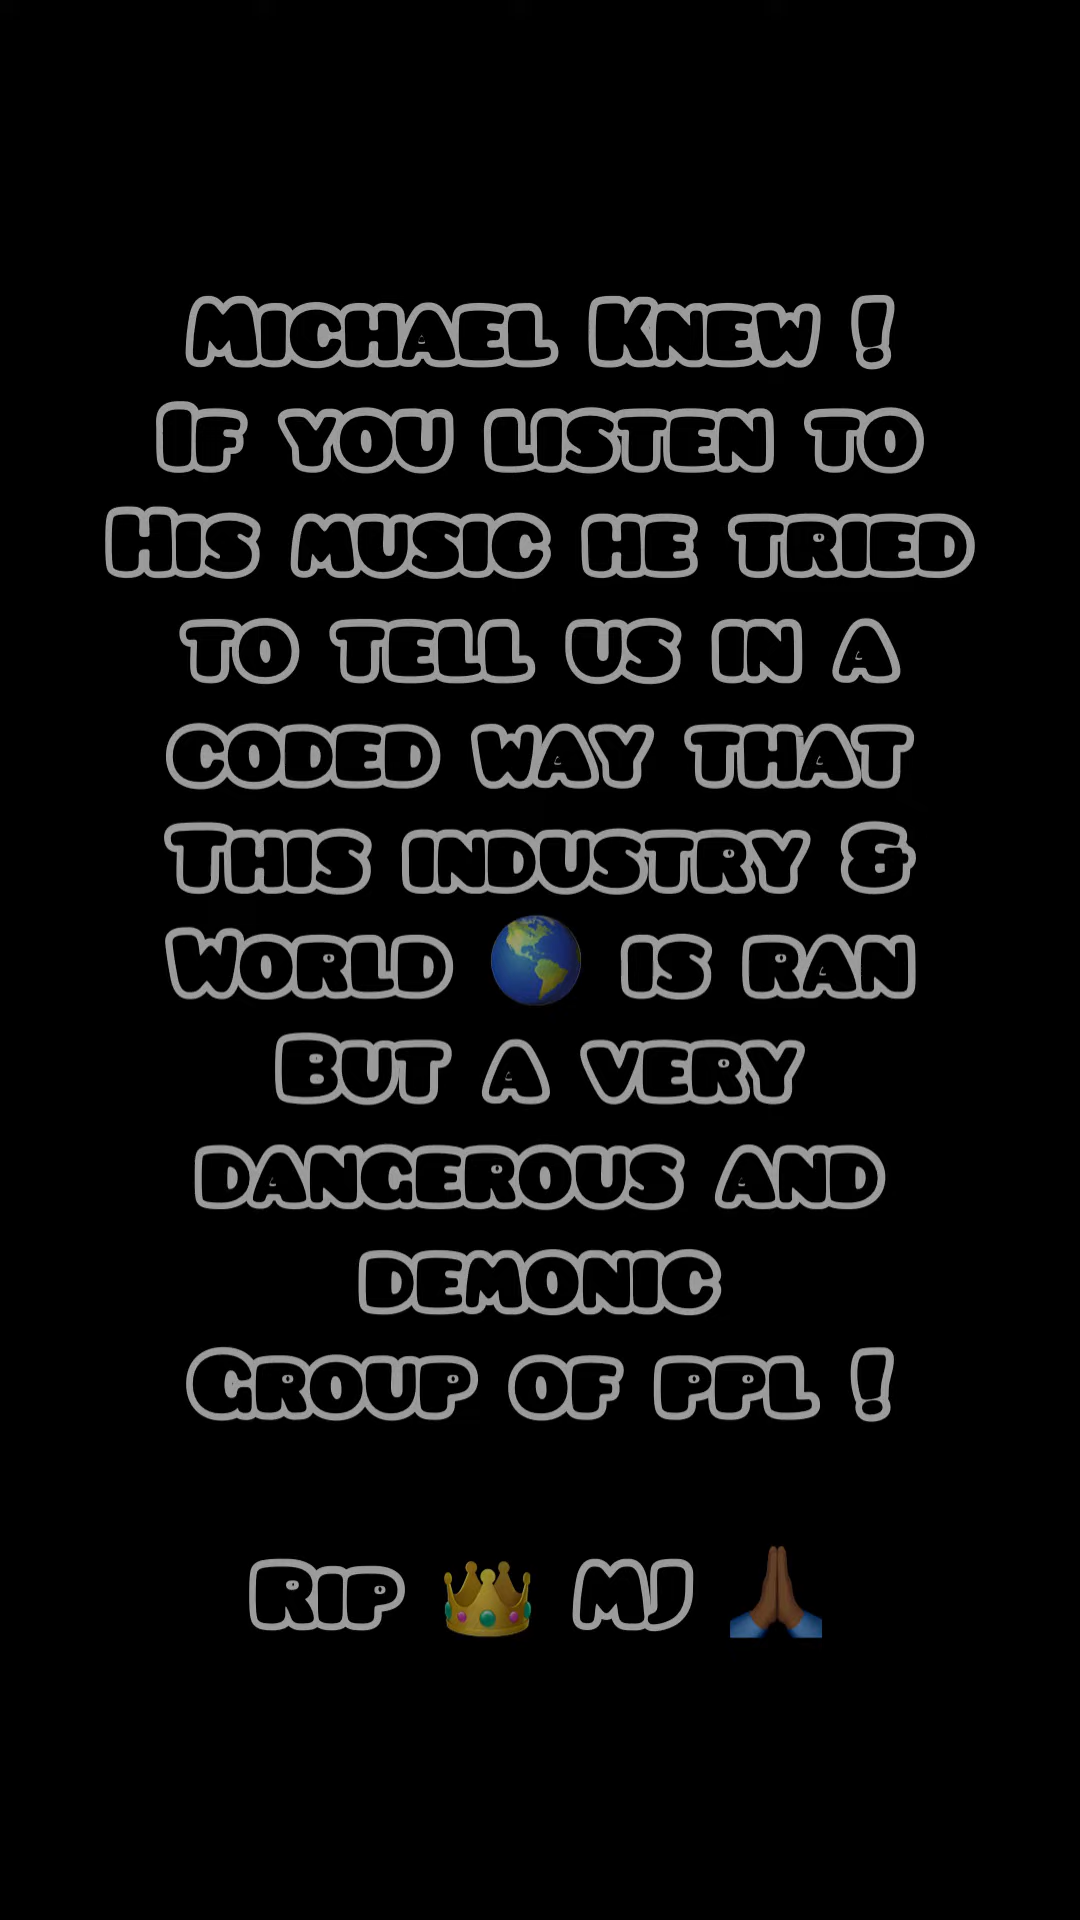 Michael Knew !
If you listen to
His music he tried
to tell us in a
coded way that
This industry &
World 🌎 is ran
But a very
dangerous and
demonic
Group of ppl !
Rip 👑 MJ 🙏🏾